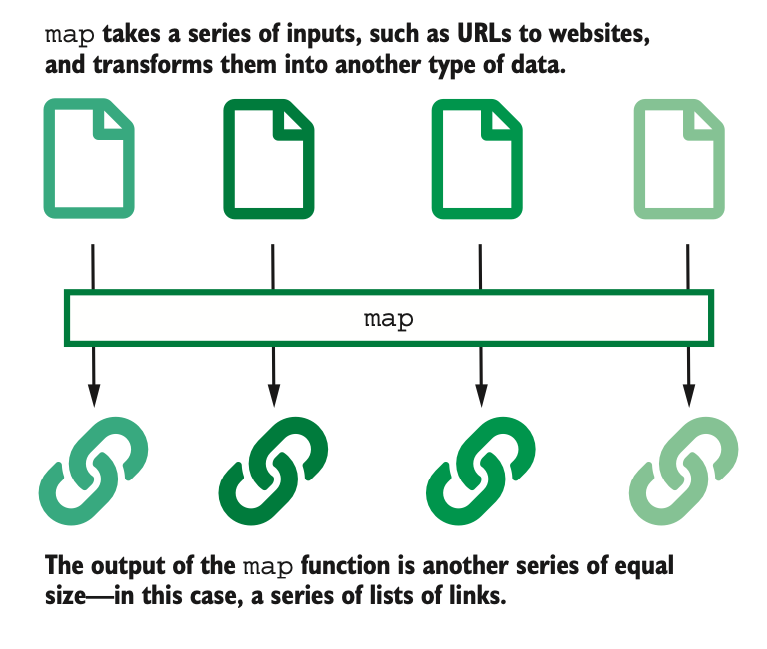 map takes a series of inputs, such as URLs to websites,
and transforms them into another type of data.
map
The output of the map function is another series of equal
size—in this case, a series of lists of links.